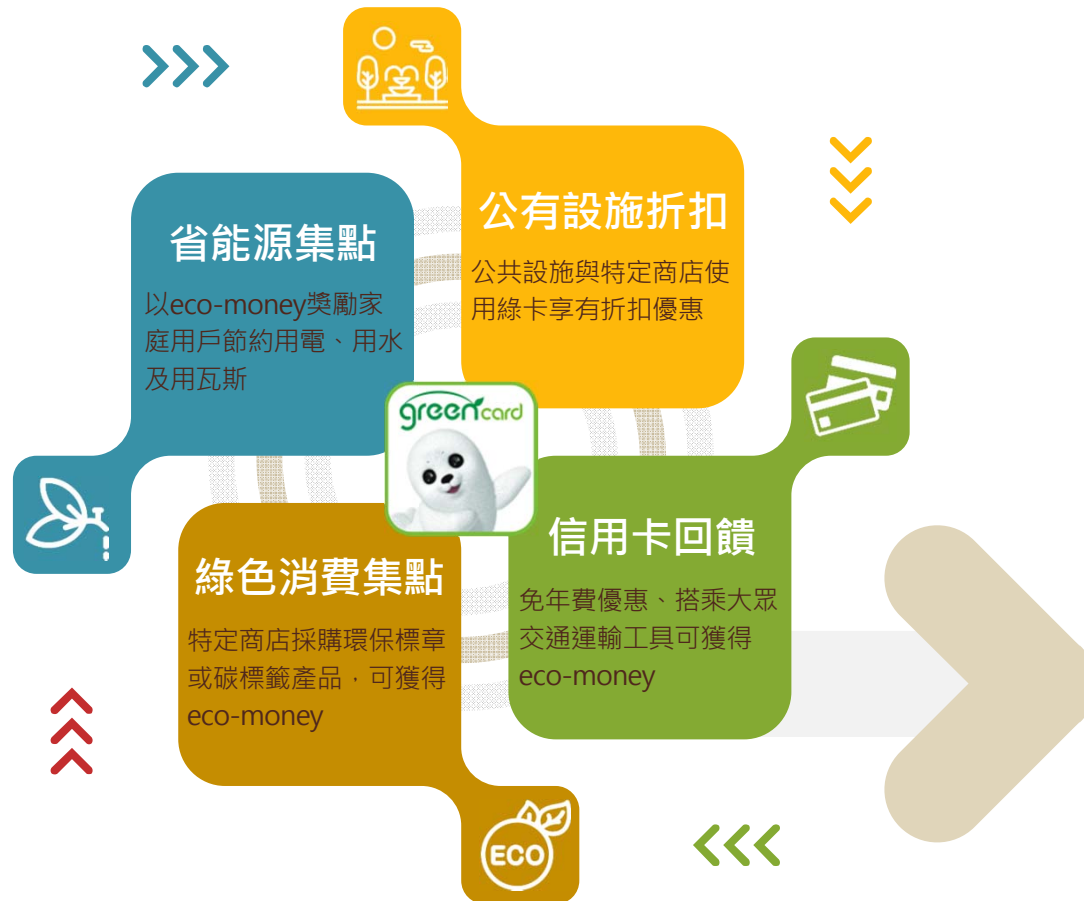 公有設施折扣
公共設施與特定商店使
用綠卡享有折扣優惠
省能源集點
以eco-money獎勵家
庭用戶節約用電、用水
及用瓦斯
greencard
信用卡回饋
免年費優惠、搭乘大眾
交通運輸工具可獲得
eco-money
綠色消費集點
特定商店採購環保標章
或碳標籤產品，可獲得
eco-money
ECO